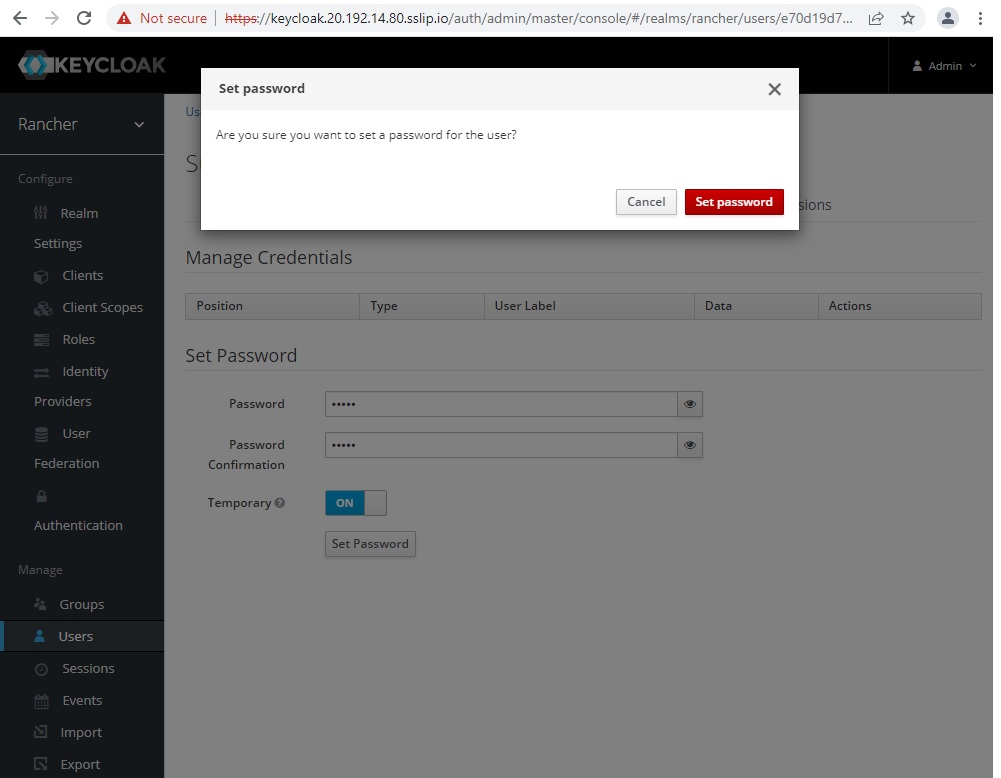 Not secure
https://keycloak.20.192.14.80.sslip.io/auth/admin/master/console/#/realms/rancher/users/e70d19d7...
KEYCLOAK
Admin
Rancher
Configure
Realm
Settings
Clients
Client Scopes
Roles
Identity
Providers
User
Federation
Authentication
Manage
Groups
Users
Sessions
Events
Import
Export
Set password
Are you sure you want to set a password for the user?
Cancel
Set password
Manage Credentials
Position
Type
User Label
Data
Actions
Set Password
Password
•••••
Password
Confirmation
•••••
Temporary
ON
Set Password